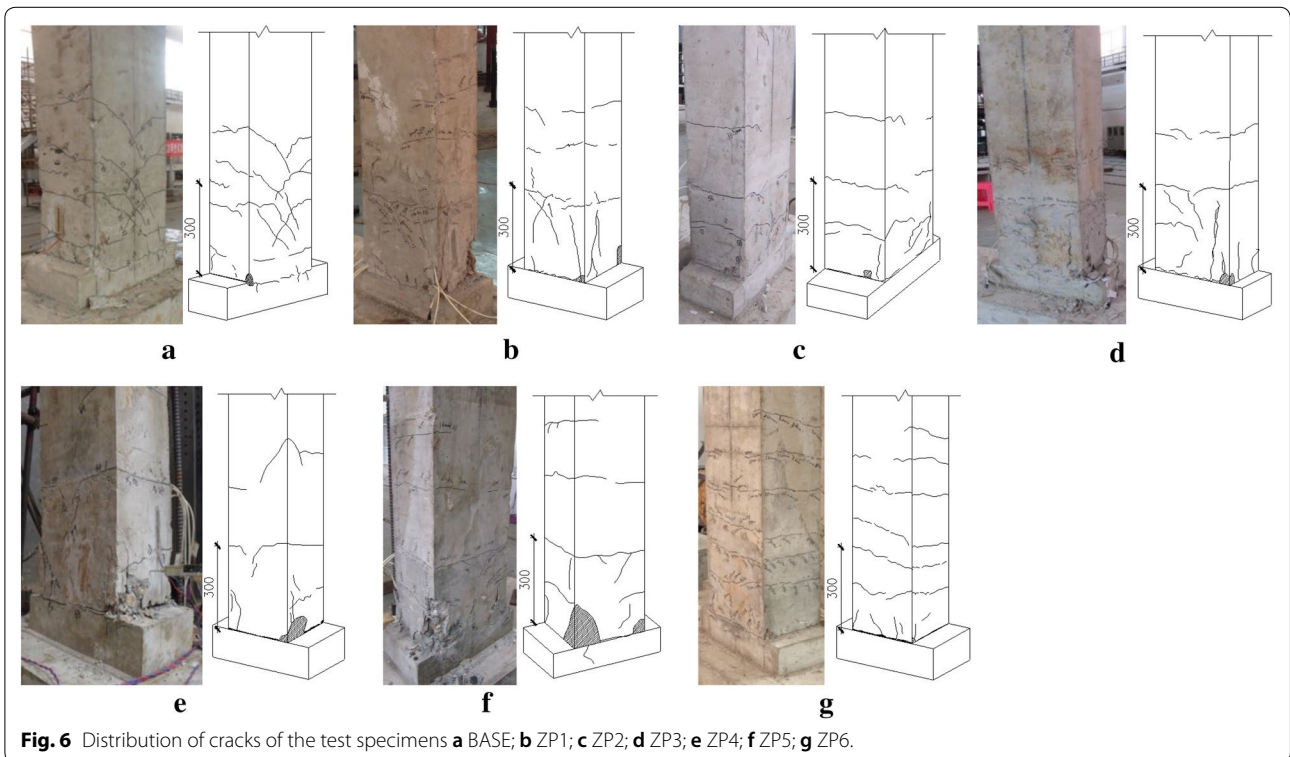 300
300
300
300
a
b
c
d
300
300
300
e
f
g
Fig. 6 Distribution of cracks of the test specimens a BASE; b ZP1; c ZP2; d ZP3; e ZP4; f ZP5; g ZP6.